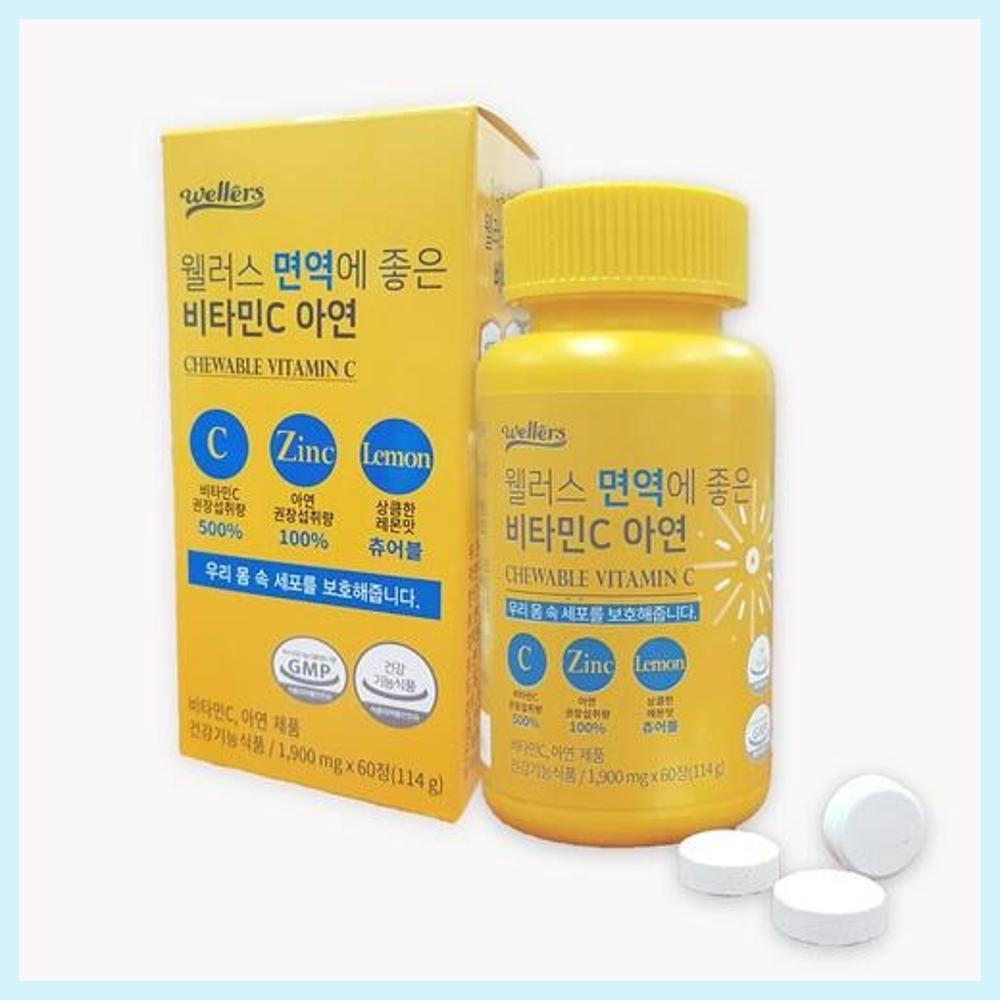 wellers
웰러스 면역에 좋은
비타민C 아연
CHEWABLE VITAMIN C
C
비타민C
권장섭취량
500%
Zinc
아연
권장섭취량
100%
Lemon
상큼한
레몬맛
츄어블
우리 몸 속 세포를 보호해줍니다.
GMP
건강
기능식품
비타민C, 아연 제품
건강기능식품 / 1,900 mg x 60정(114 g)
wellers
웰러스 면역에 좋은
비타민C 아연
CHEWABLE VITAMIN C
우리 몸 속 세포를 보호해줍니다.
C
비타민C
권장섭취량
500%
Zinc
아연
권장섭취량
100%
Lemon
상큼한
레몬맛
츄어블
GMP
비타민C, 아연 제품
건강기능식품 / 1,900 mg x 60정(114 g)